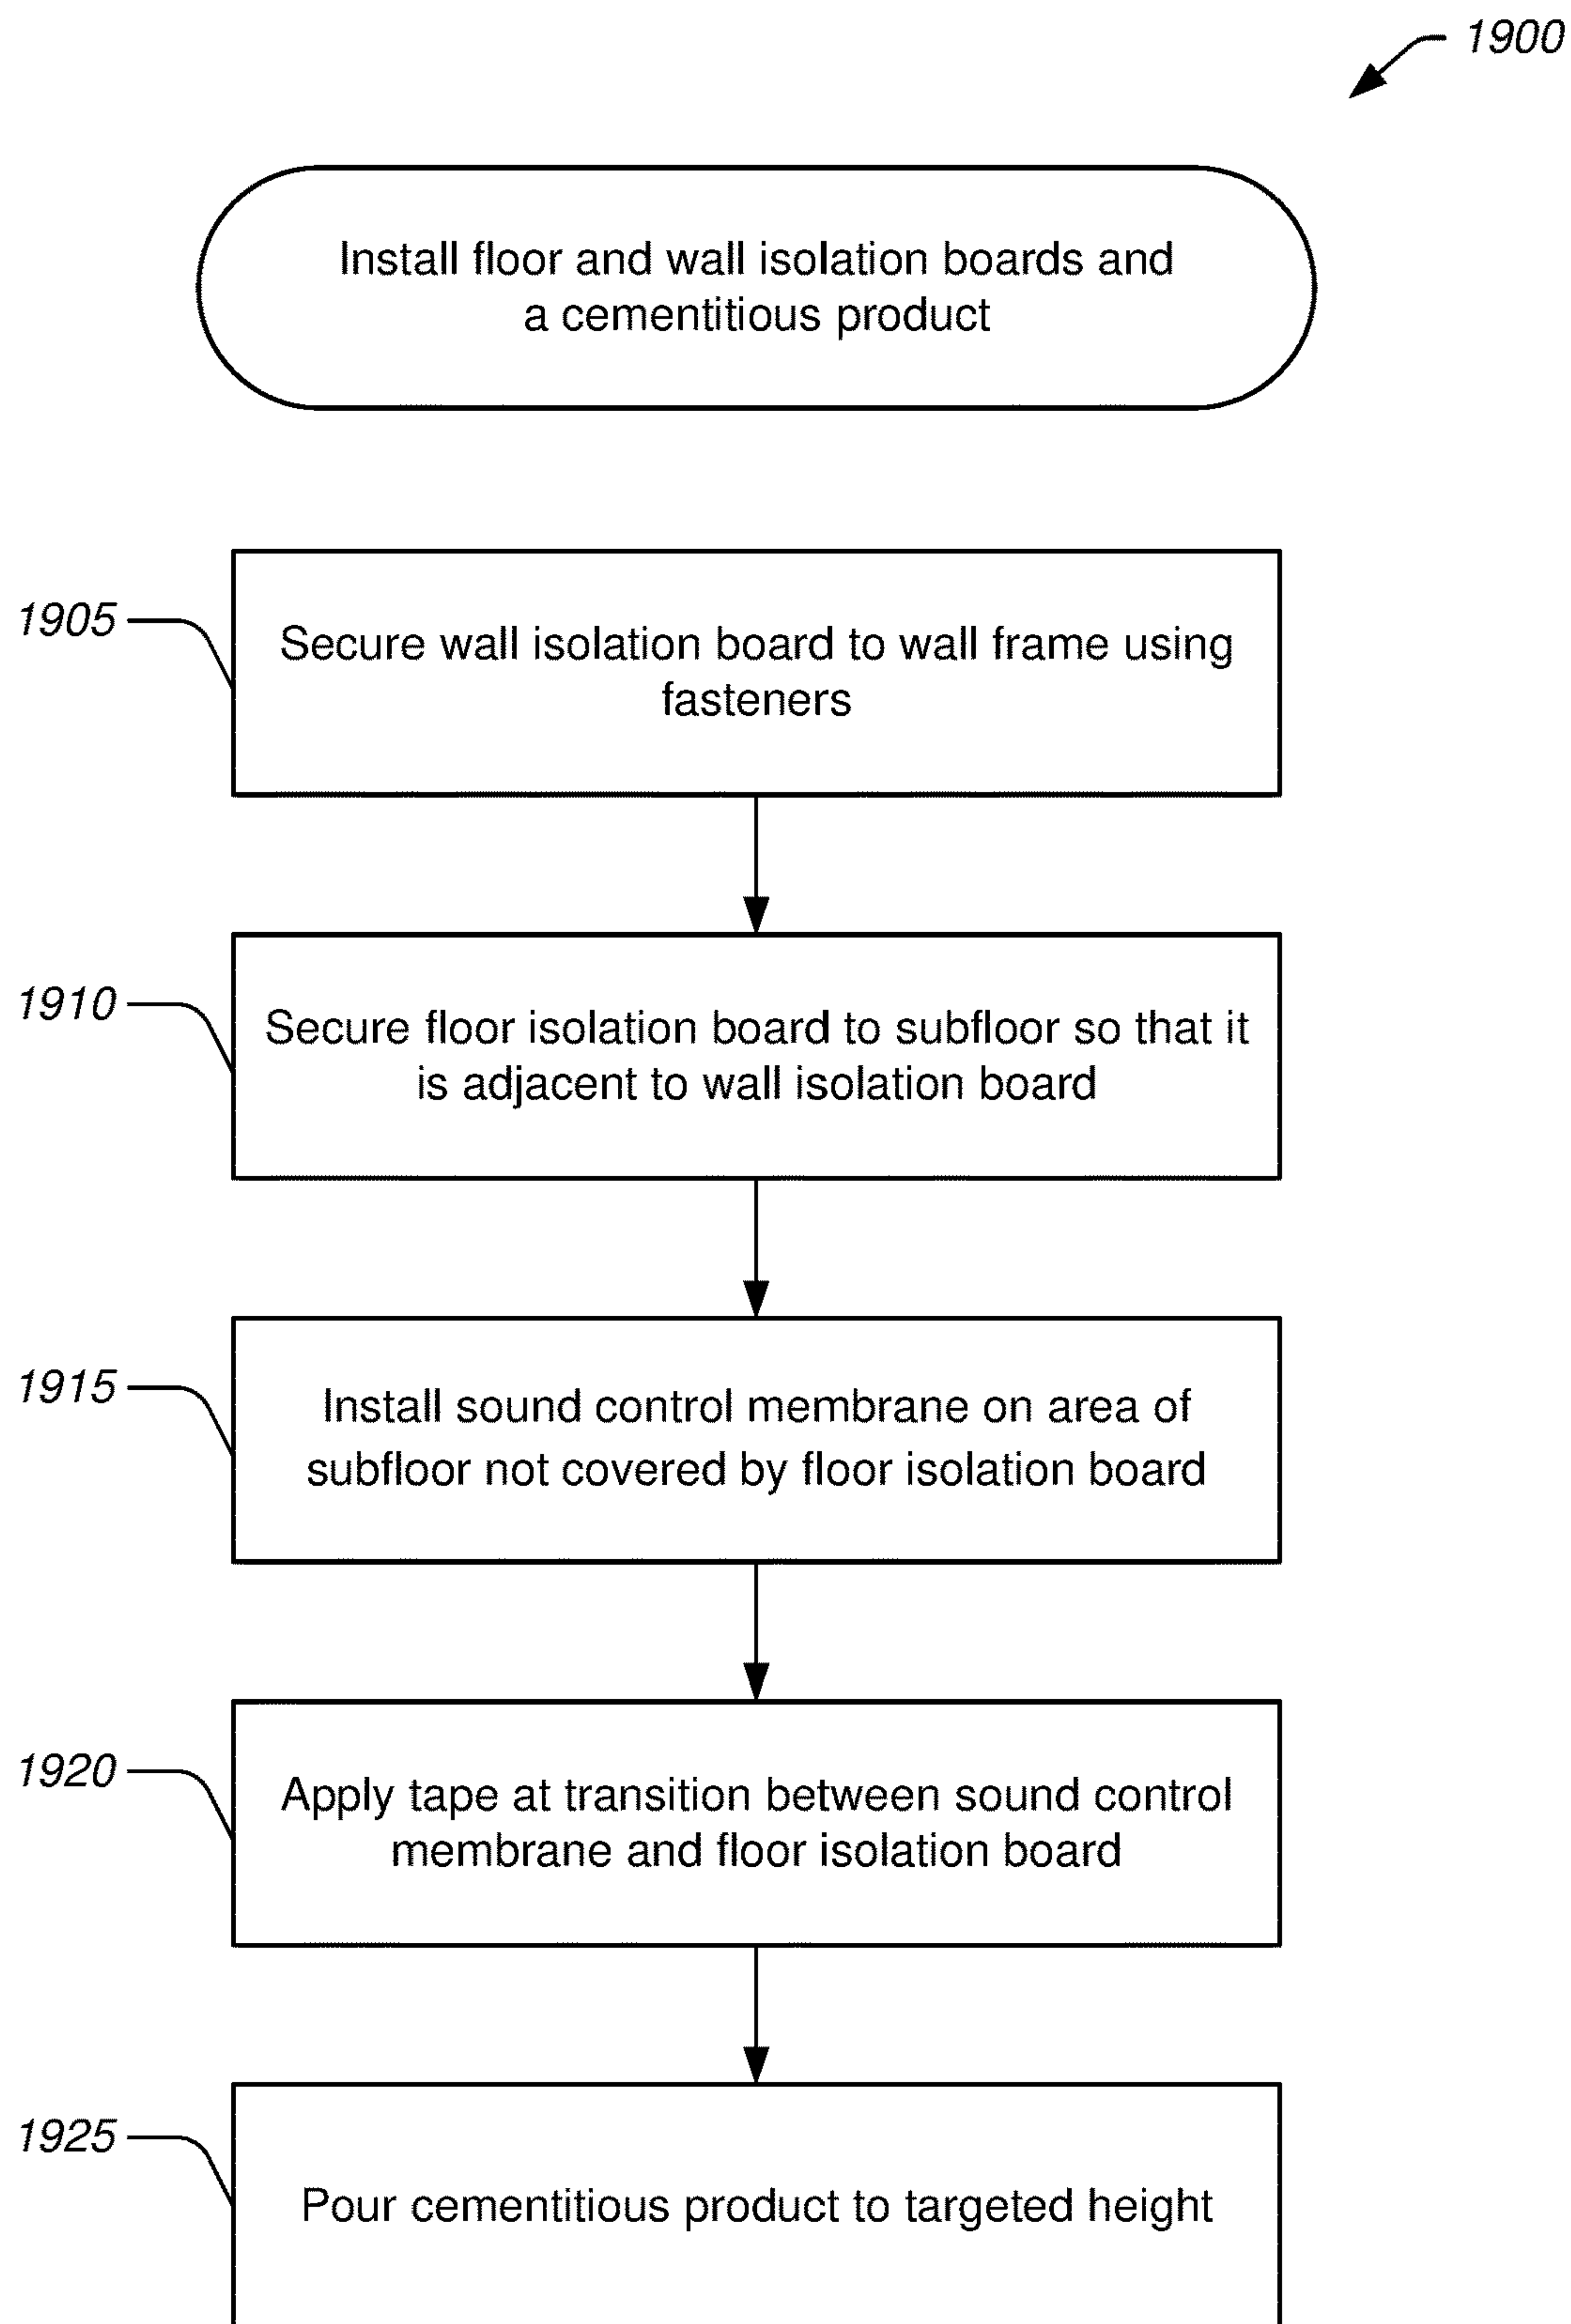 1900
Install floor and wall isolation boards and
a cementitious product
1905
Secure wall isolation board to wall frame using
fasteners
1910
Secure floor isolation board to subfloor so that it
is adjacent to wall isolation board
1915
Install sound control membrane on area of
subfloor not covered by floor isolation board
1920
Apply tape at transition between sound control
membrane and floor isolation board
1925
Pour cementitious product to targeted height